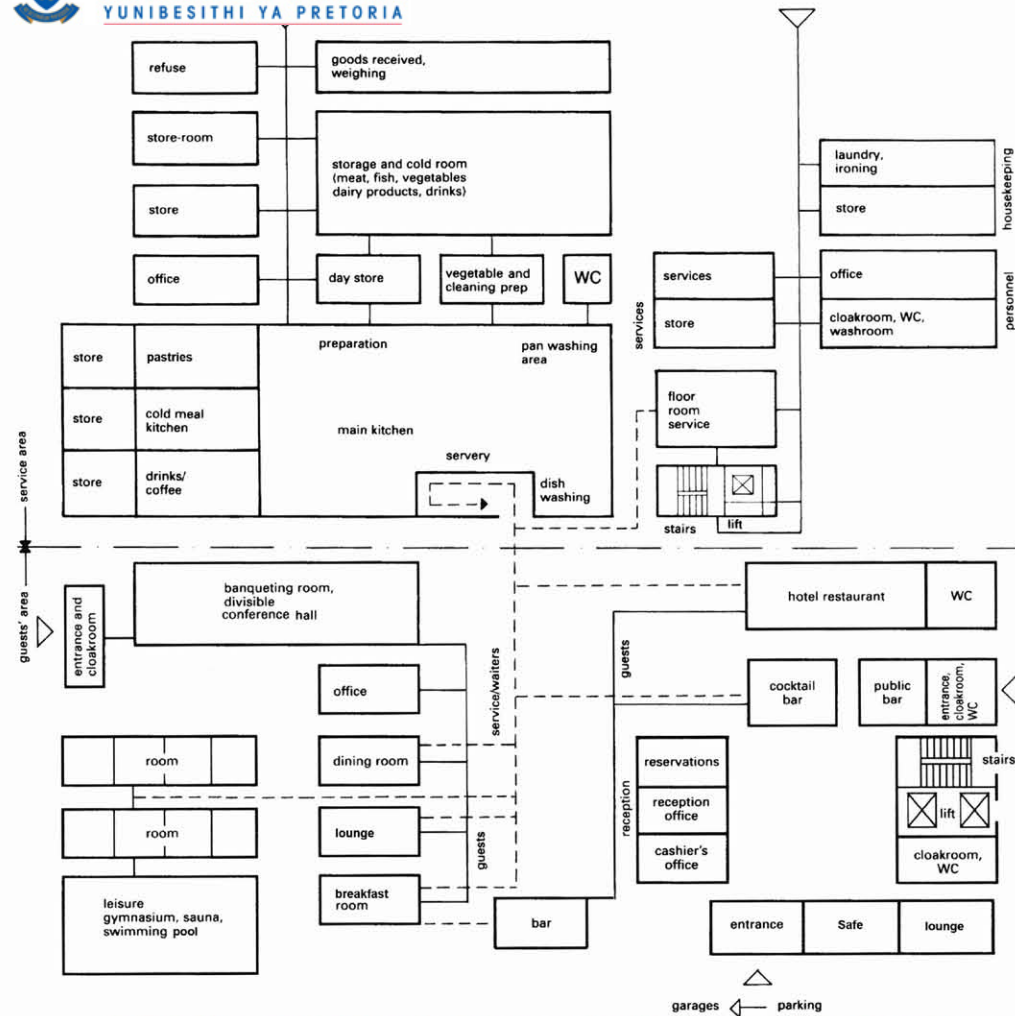 YUNIBESITHI YA PRETORIA
refuse
goods received,
weighing
store-room
storage and cold room
(meat, fish, vegetables
dairy products, drinks)
store
office
day store
vegetable and
cleaning prep
WC
laundry,
ironing
store
housekeeping
services
store
services
office
cloakroom, WC,
washroom
personnel
store
pastries
preparation
pan washing
area
store
cold meal
kitchen
main kitchen
store
drinks/
coffee
servery
dish
washing
floor
room
service
stairs
lift
service area
guests' area
entrance and
cloakroom
banqueting room,
divisible
conference hall
office
dining room
lounge
breakfast
room
guests
service/waiters
room
room
leisure
gymnasium, sauna,
swimming pool
bar
guests
reception
hotel restaurant
WC
cocktail
bar
public
bar
entrance,
cloakroom,
WC
reservations
reception
office
cashier's
office
stairs
lift
cloakroom,
WC
entrance
Safe
lounge
garages
parking